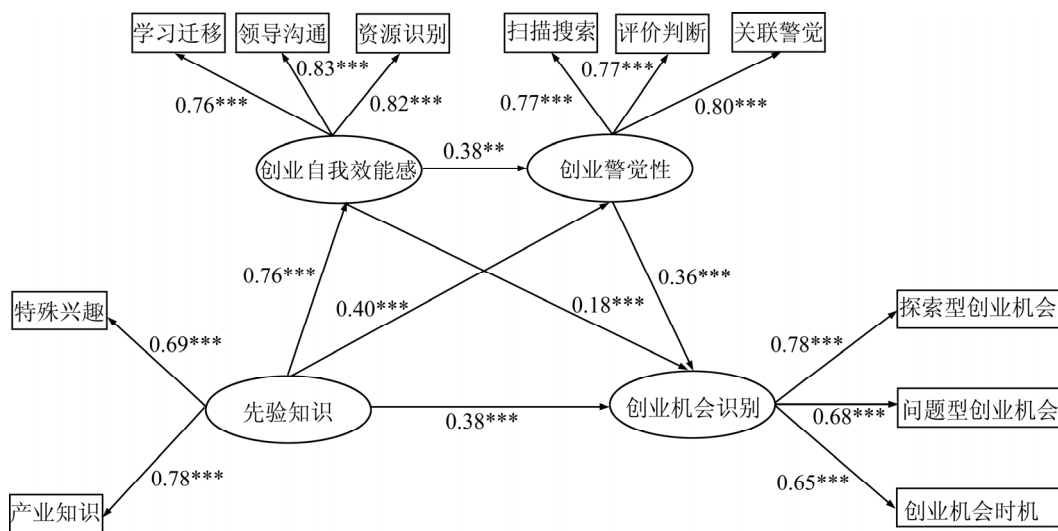 学习迁移
领导沟通
资源识别
扫描搜索
评价判断
关联警觉
0.76***
0.83***
0.82***
0.77***
0.77***
0.80***
创业自我效能感
0.38**
创业警觉性
0.76***
0.40***
0.18***
0.36***
特殊兴趣
0.69***
先验知识
0.78***
产业知识
0.38***
创业机会识别
0.78***
探索型创业机会
0.68***
问题型创业机会
0.65***
创业机会时机